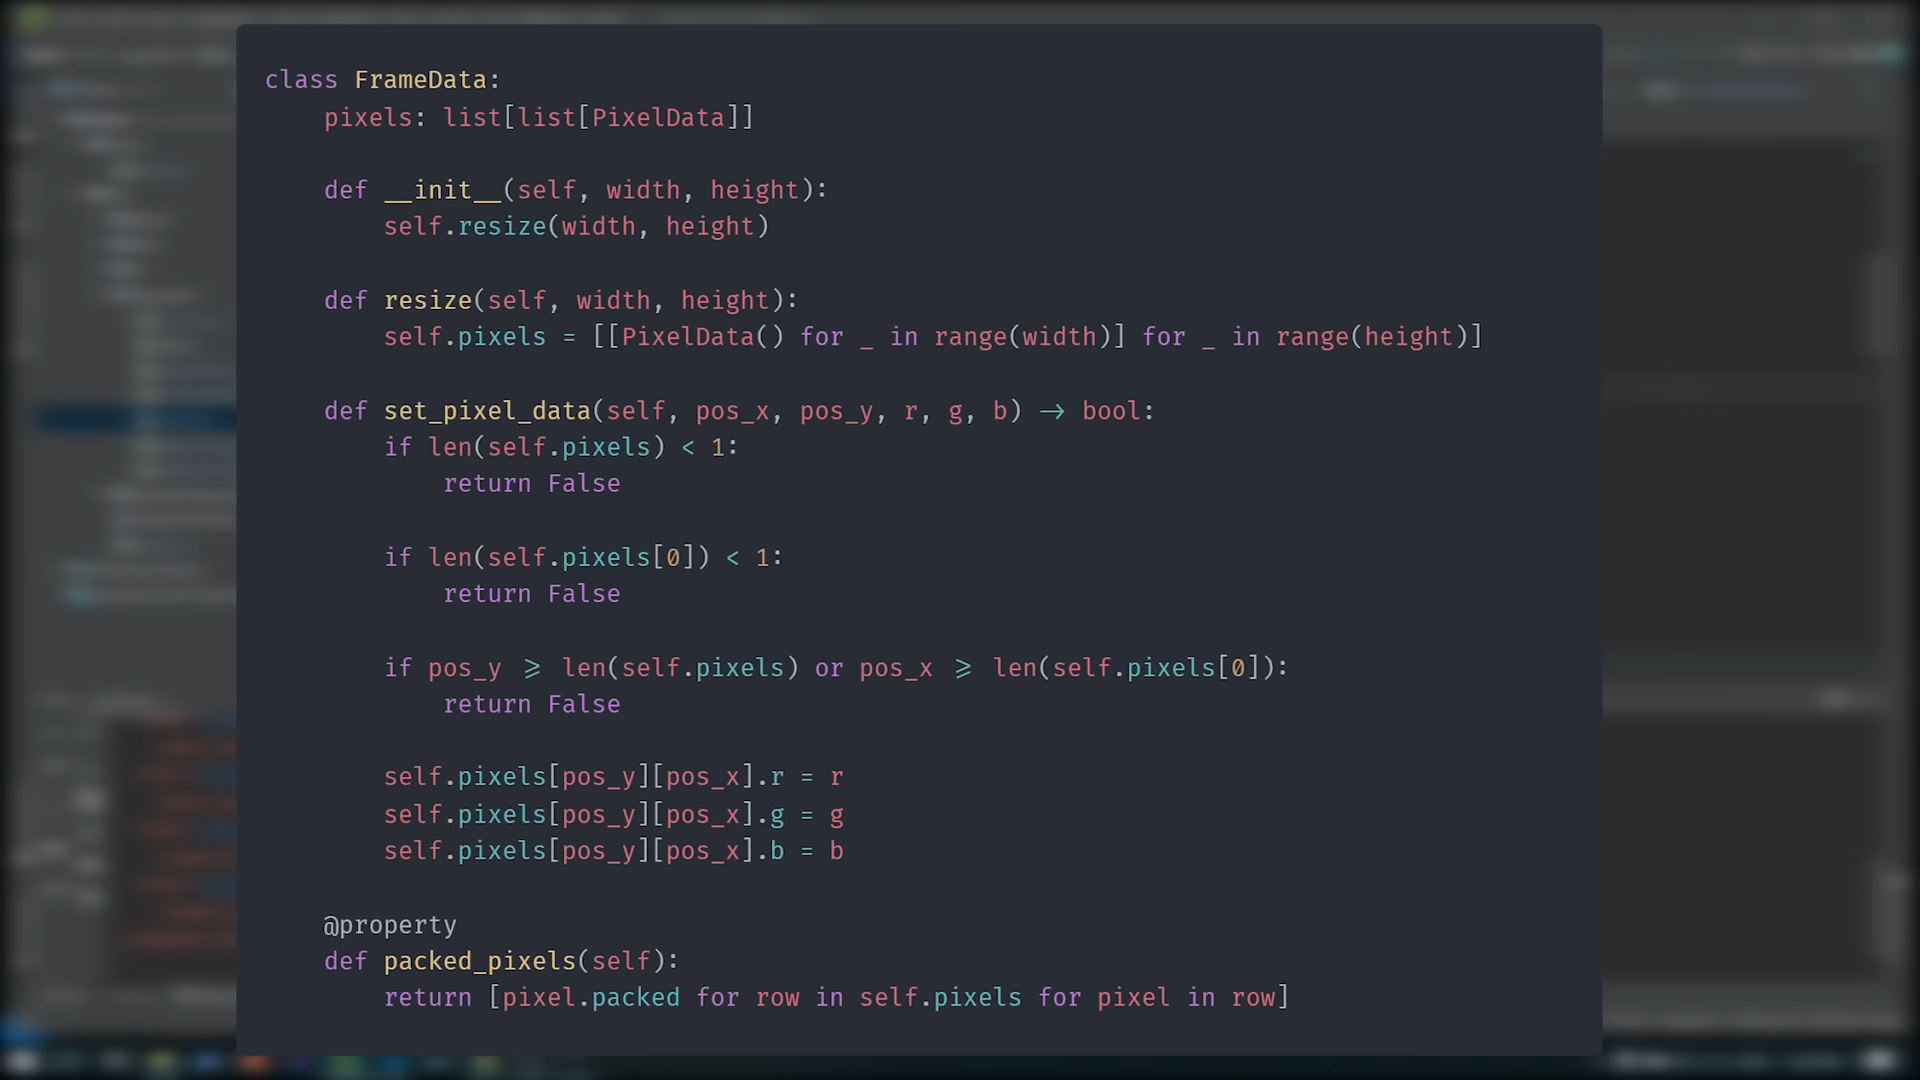 class FrameData:
    pixels: list[list[PixelData]]

    def __init__(self, width, height):
        self.resize(width, height)

    def resize(self, width, height):
        self.pixels = [[PixelData() for _ in range(width)] for _ in range(height)]

    def set_pixel_data(self, pos_x, pos_y, r, g, b) -> bool:
        if len(self.pixels) < 1:
            return False

        if len(self.pixels[0]) < 1:
            return False

        if pos_y >= len(self.pixels) or pos_x >= len(self.pixels[0]):
            return False

        self.pixels[pos_y][pos_x].r = r
        self.pixels[pos_y][pos_x].g = g
        self.pixels[pos_y][pos_x].b = b

    @property
    def packed_pixels(self):
        return [pixel.packed for row in self.pixels for pixel in row]